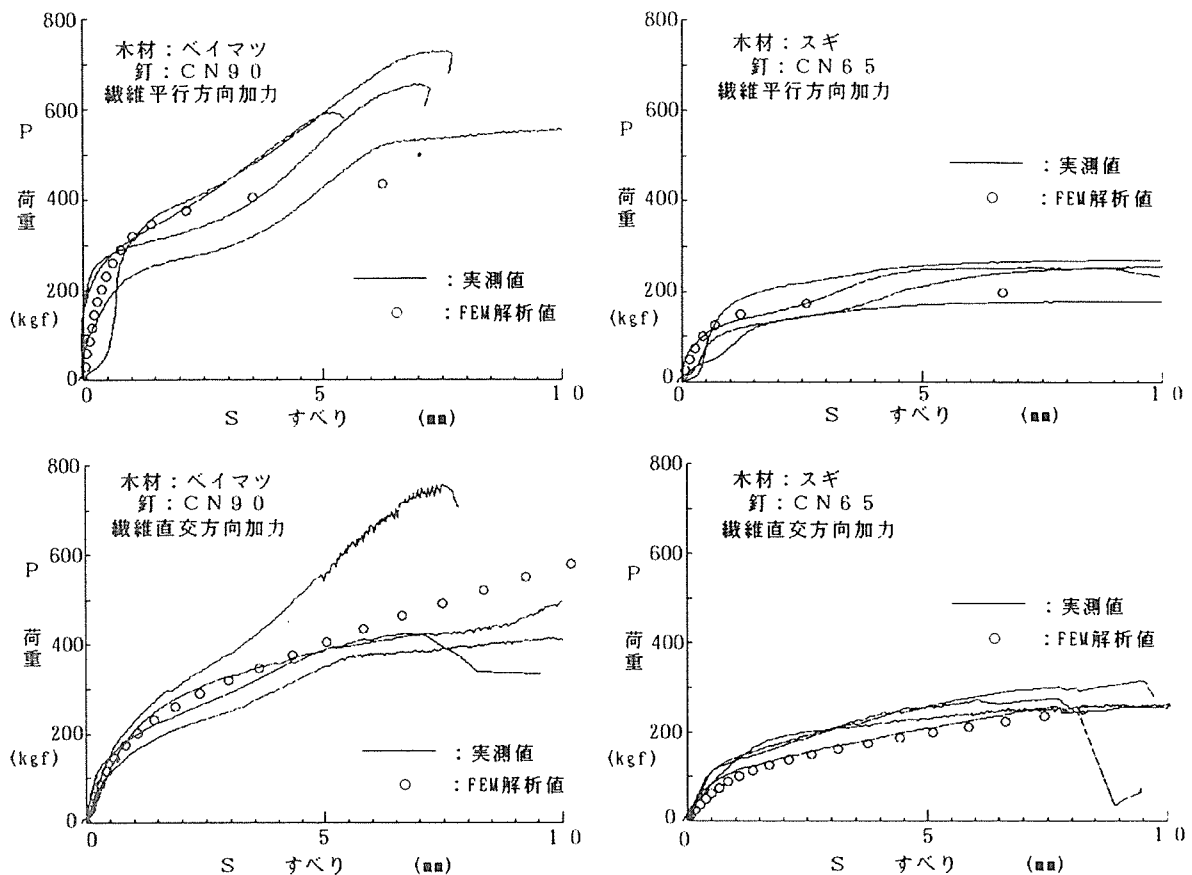 800
木材：ベイマツ
釘：ＣＮ９０
繊維平行方向加力
600
Ｐ
400
荷
重
200
(kgf)
0
―― ：実測値
○ ：FEM解析値
0 5 1 0
Ｓ すべり (mm)
800
木材：スギ
釘：ＣＮ６５
繊維平行方向加力
600
Ｐ
400
荷
重
200
(kgf)
0
―― ：実測値
○ ：FEM解析値
0 5 1 0
Ｓ すべり (mm)
800
木材：ベイマツ
釘：ＣＮ９０
繊維直交方向加力
600
Ｐ
400
荷
重
200
(kgf)
0
―― ：実測値
○ ：FEM解析値
0 5 1 0
Ｓ すべり (mm)
800
木材：スギ
釘：ＣＮ６５
繊維直交方向加力
600
Ｐ
400
荷
重
200
(kgf)
0
―― ：実測値
○ ：FEM解析値
0 5 1 0
Ｓ すべり (mm)